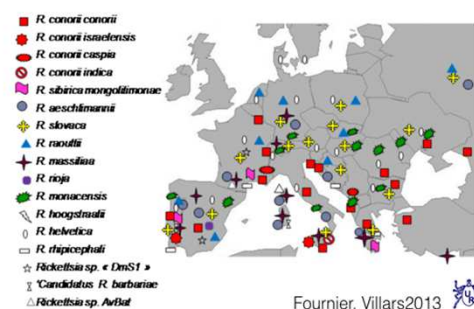 R. conorii conorii
R. conorii israelensis
R. conorii caspia
R. conorii indica
R. sibirica mongolitimonae
R. aeschlimannii
R. slovaca
R. raoultii
R. massiliae
R. rioja
R. monacensis
R. hoogstraalii
R. helvetica
R. rhipicephali
Rickettsia sp. « DmS1 »
'Candidatus R. barbariae
Rickettsia sp. AvBat
Fournier, Villars2013